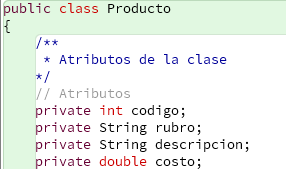 public class Producto
{
/**
* Atributos de la clase
*/
// Atributos
private int codigo;
private String rubro;
private String descripcion;
private double costo;